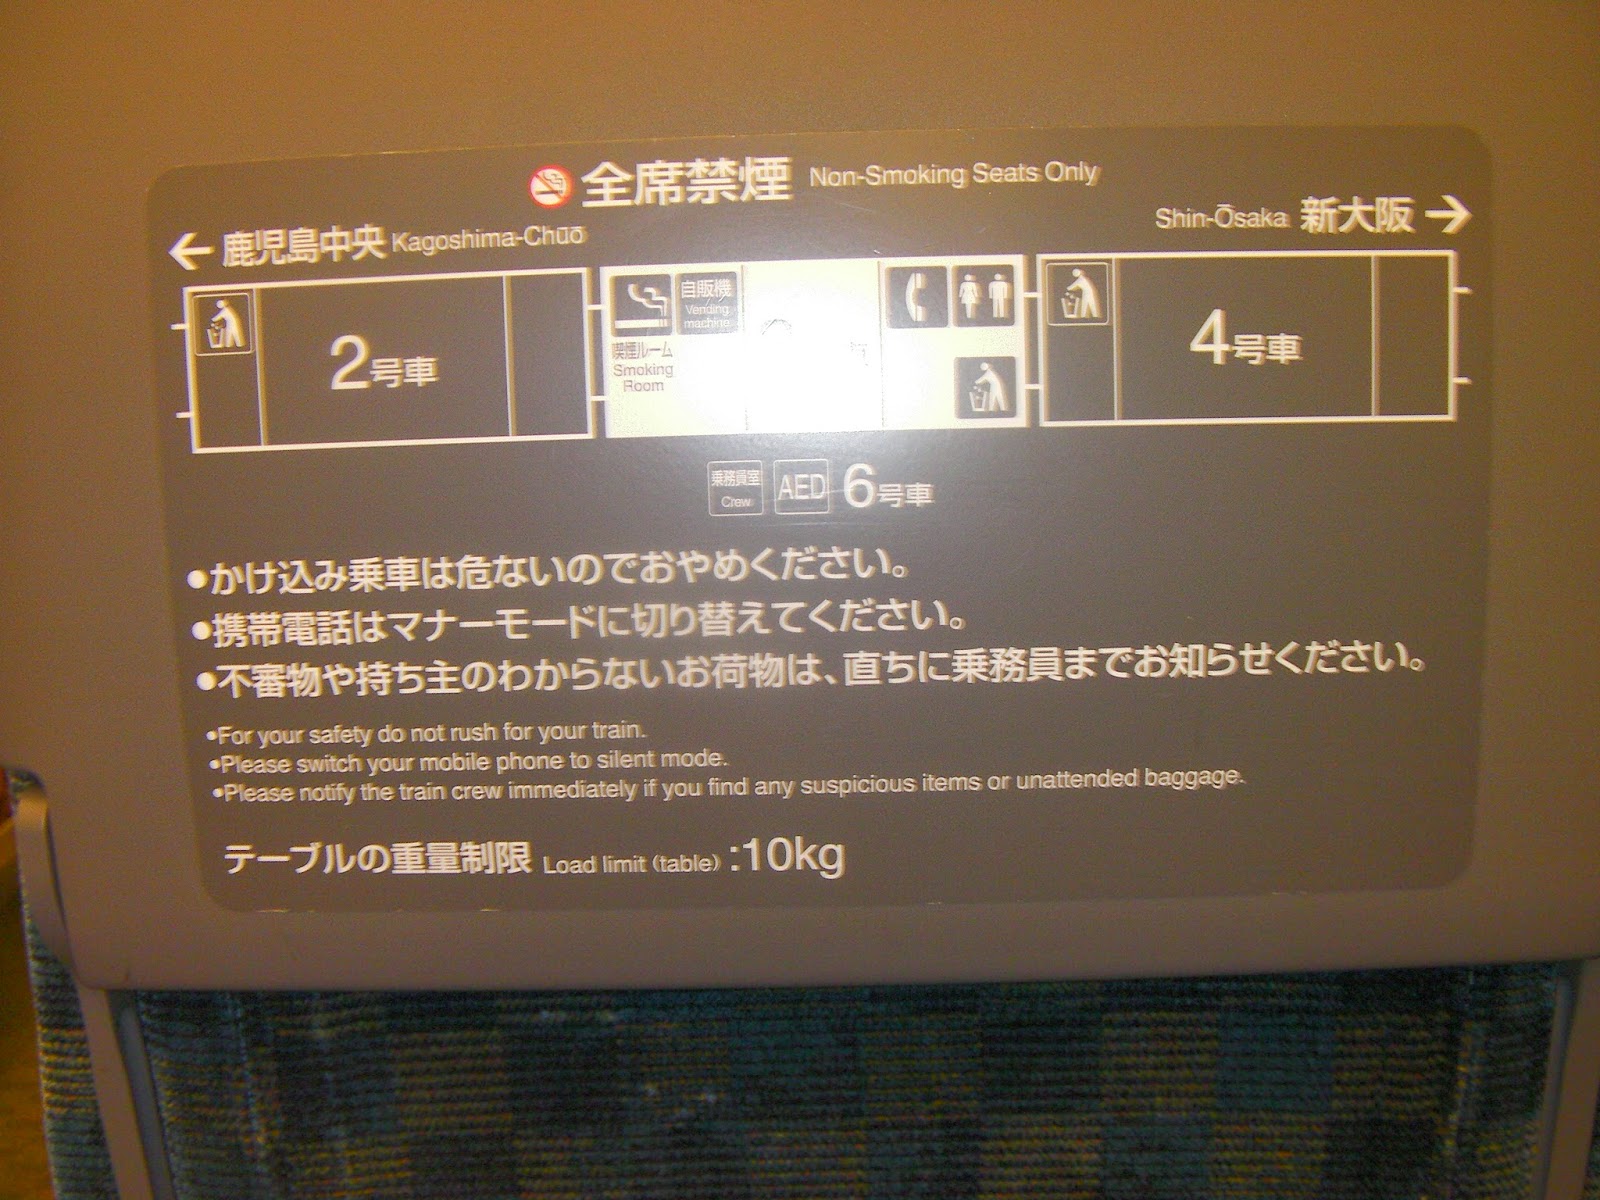 全席禁煙 Non-Smoking Seats Only
鹿児島中央 Kagoshima-Chūō
Shin-Ōsaka 新大阪
2号車
自販機
Vending
machine
喫煙ルーム
Smoking
Room
4号車
乗務員室
Crew
AED
6号車
•かけ込み乗車は危ないのでおやめください。
•携帯電話はマナーモードに切り替えてください。
•不審物や持ち主のわからないお荷物は、直ちに乗務員までお知らせください。
•For your safety do not rush for your train.
•Please switch your mobile phone to silent mode.
•Please notify the train crew immediately if you find any suspicious items or unattended baggage.
テーブルの重量制限 Load limit (table) :10kg